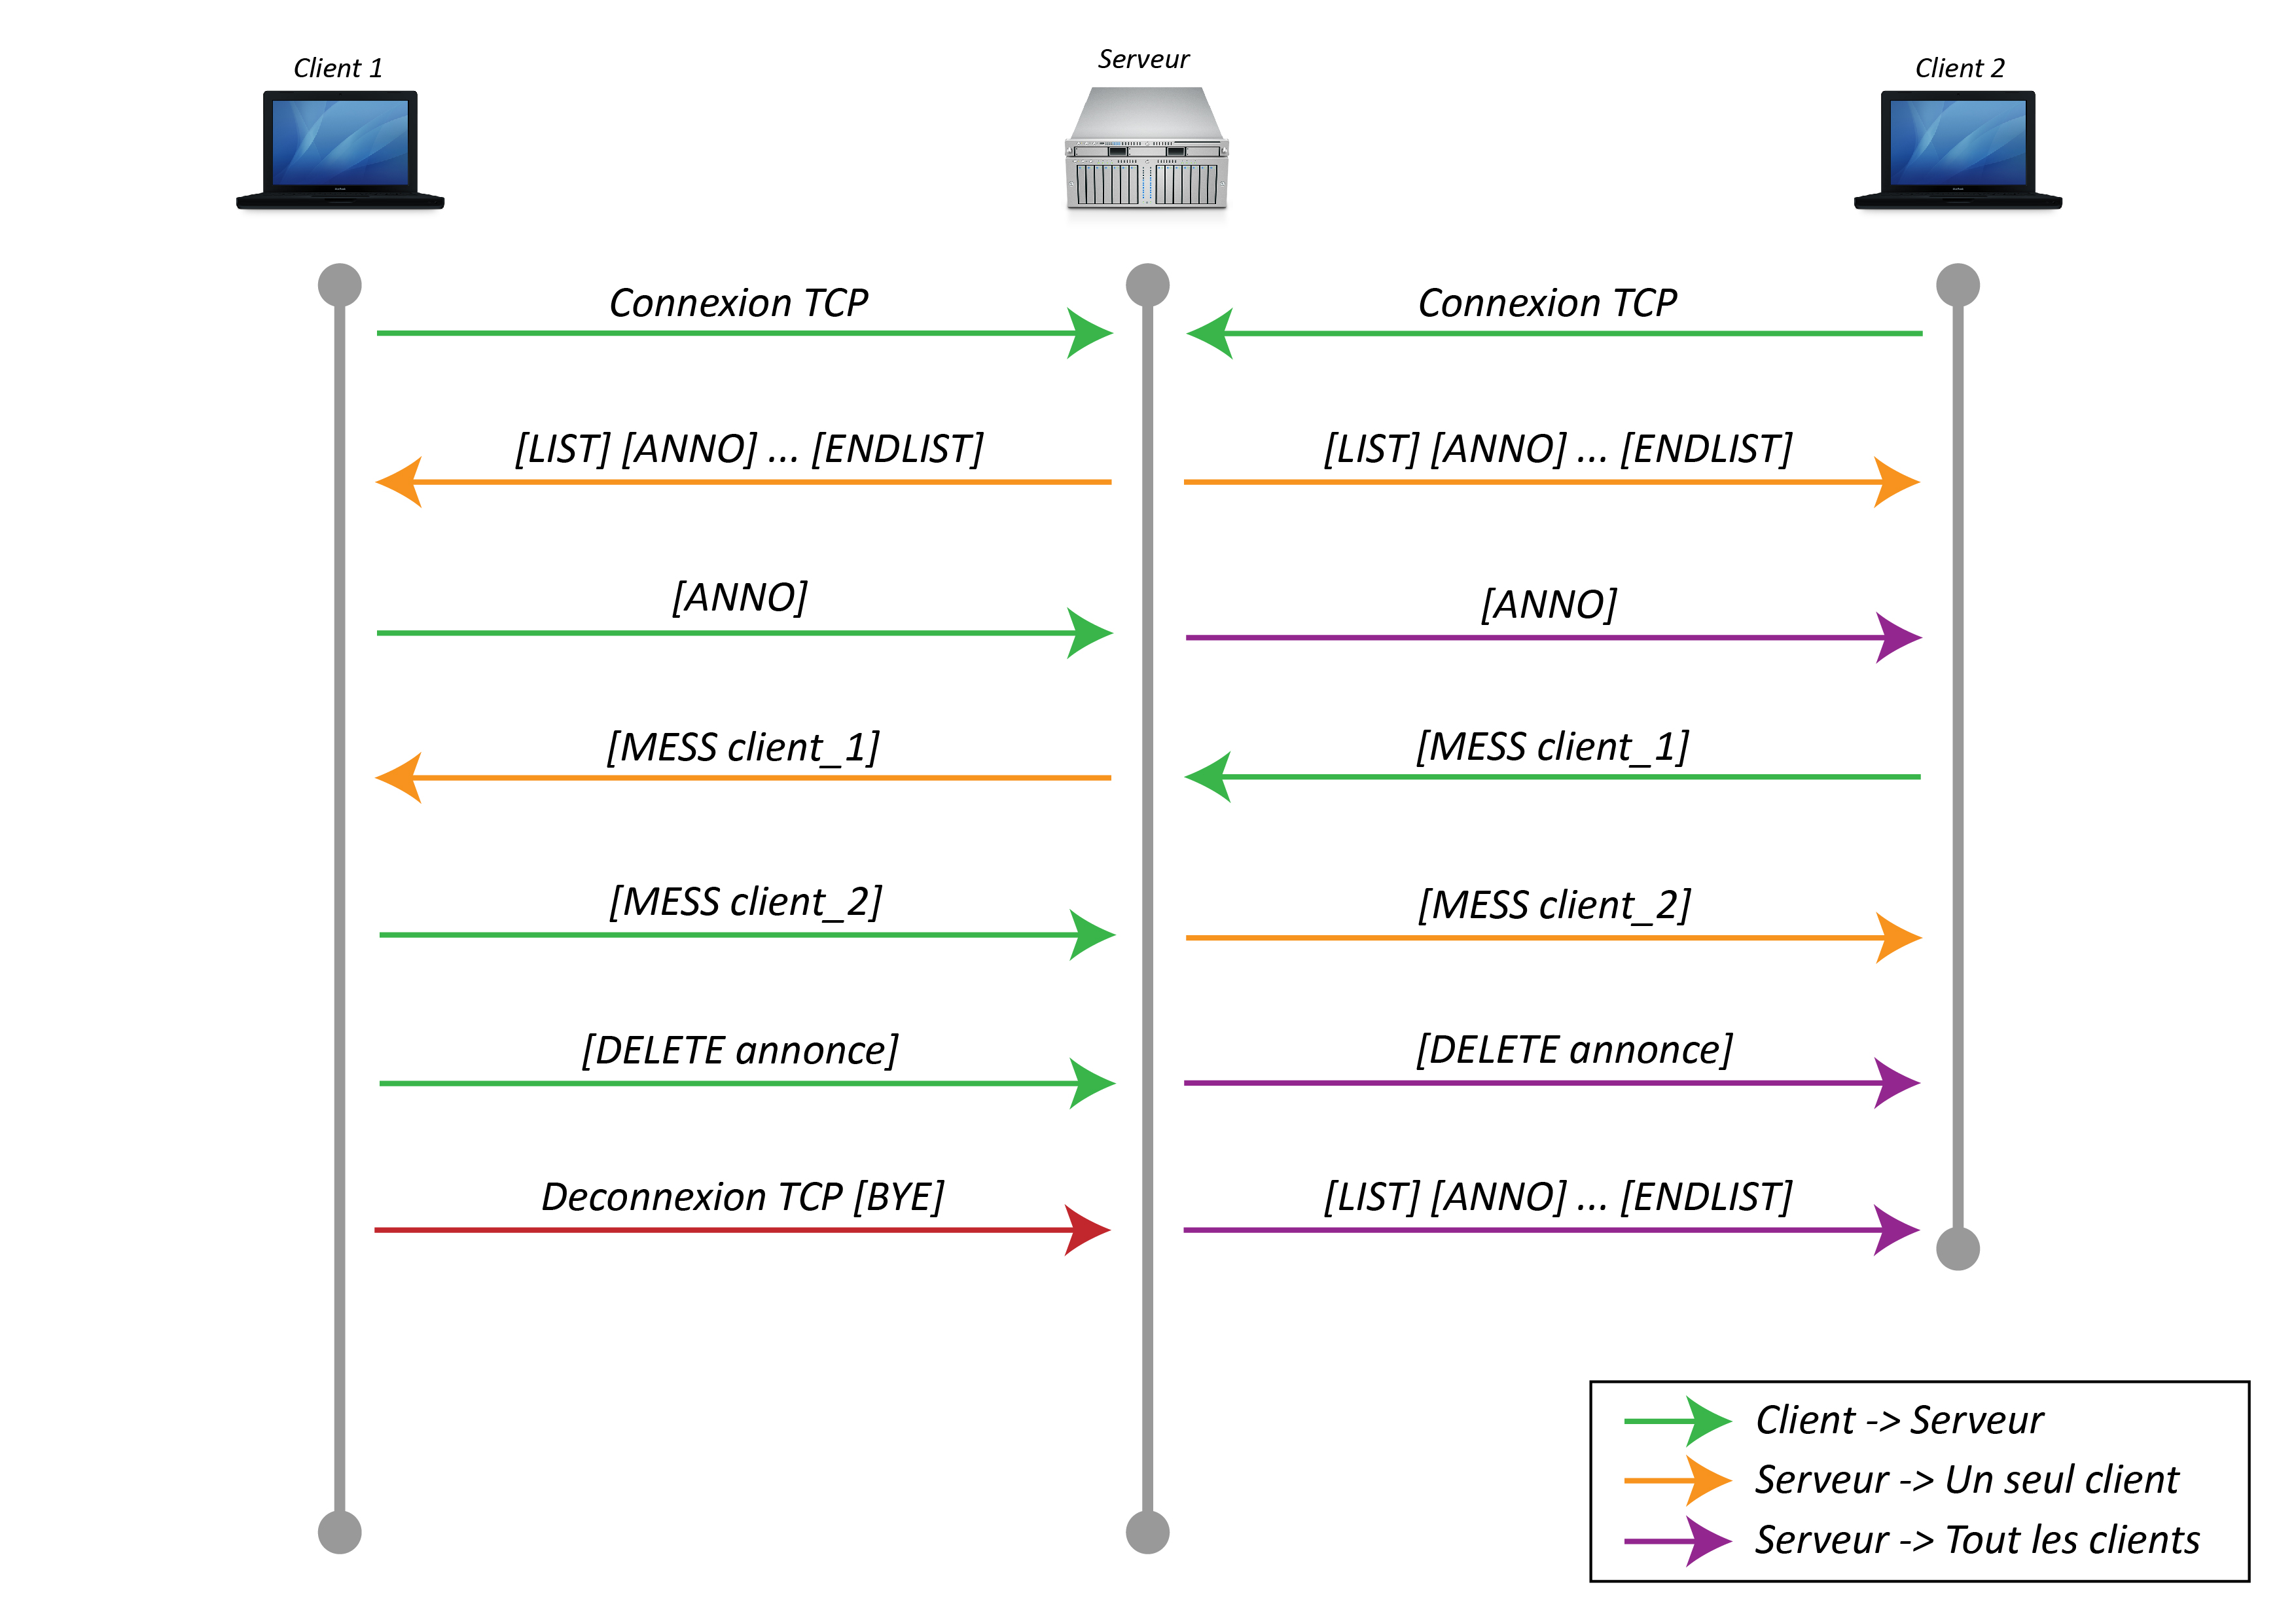 Client 1
Serveur
Client 2
Connexion TCP
Connexion TCP
[LIST] [ANNO] ... [ENDLIST]
[LIST] [ANNO] ... [ENDLIST]
[ANNO]
[ANNO]
[MESS client_1]
[MESS client_1]
[MESS client_2]
[MESS client_2]
[DELETE annonce]
[DELETE annonce]
Deconnexion TCP [BYE]
[LIST] [ANNO] ... [ENDLIST]
Client -> Serveur
Serveur -> Un seul client
Serveur -> Tout les clients